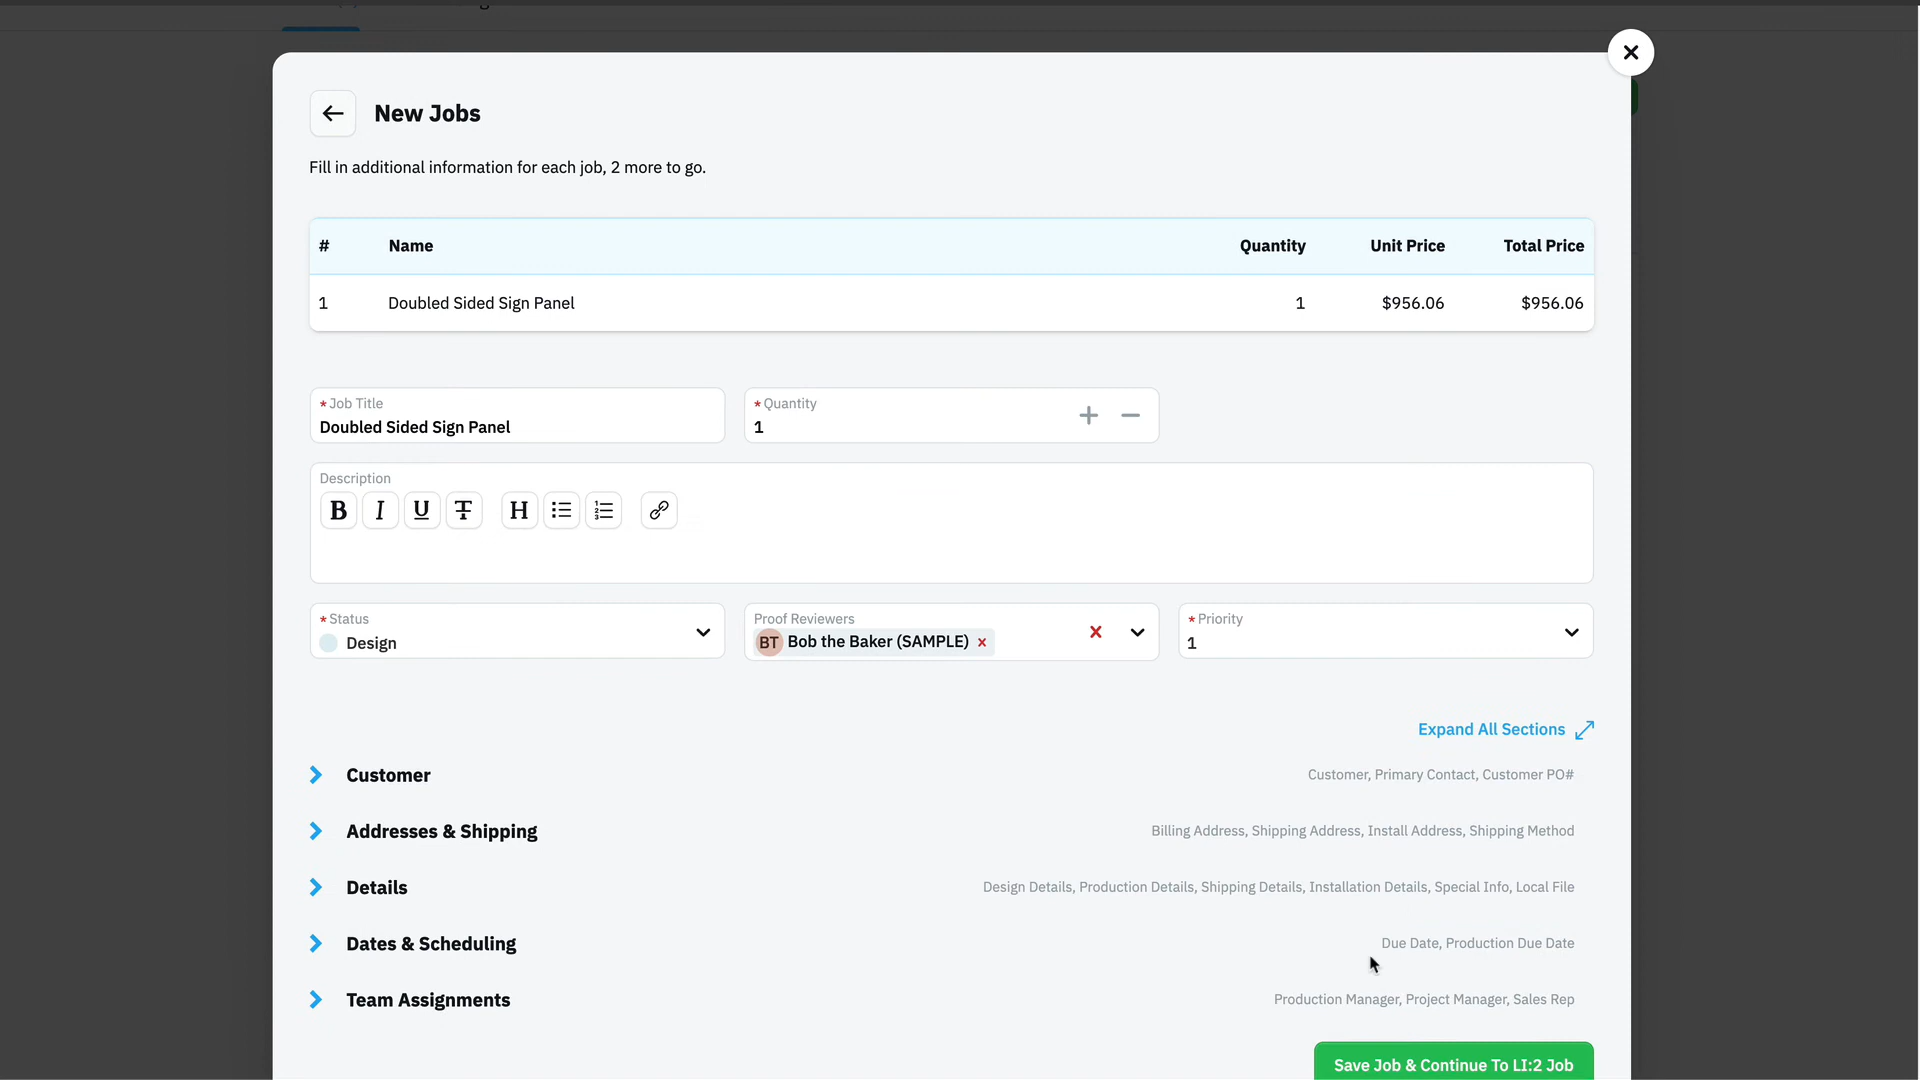 New Jobs
Fill in additional information for each job, 2 more to go.
# Name Quantity Unit Price Total Price
1 Doubled Sided Sign Panel 1 $956.06 $956.06
*Job Title
Doubled Sided Sign Panel
*Quantity
1
Description
B I U T H
*Status
Design
Proof Reviewers
BT Bob the Baker (SAMPLE)
*Priority
1
Expand All Sections
Customer Customer, Primary Contact, Customer PO#
Addresses & Shipping Billing Address, Shipping Address, Install Address, Shipping Method
Details Design Details, Production Details, Shipping Details, Installation Details, Special Info, Local File
Dates & Scheduling Due Date, Production Due Date
Team Assignments Production Manager, Project Manager, Sales Rep
Save Job & Continue To LI:2 Job